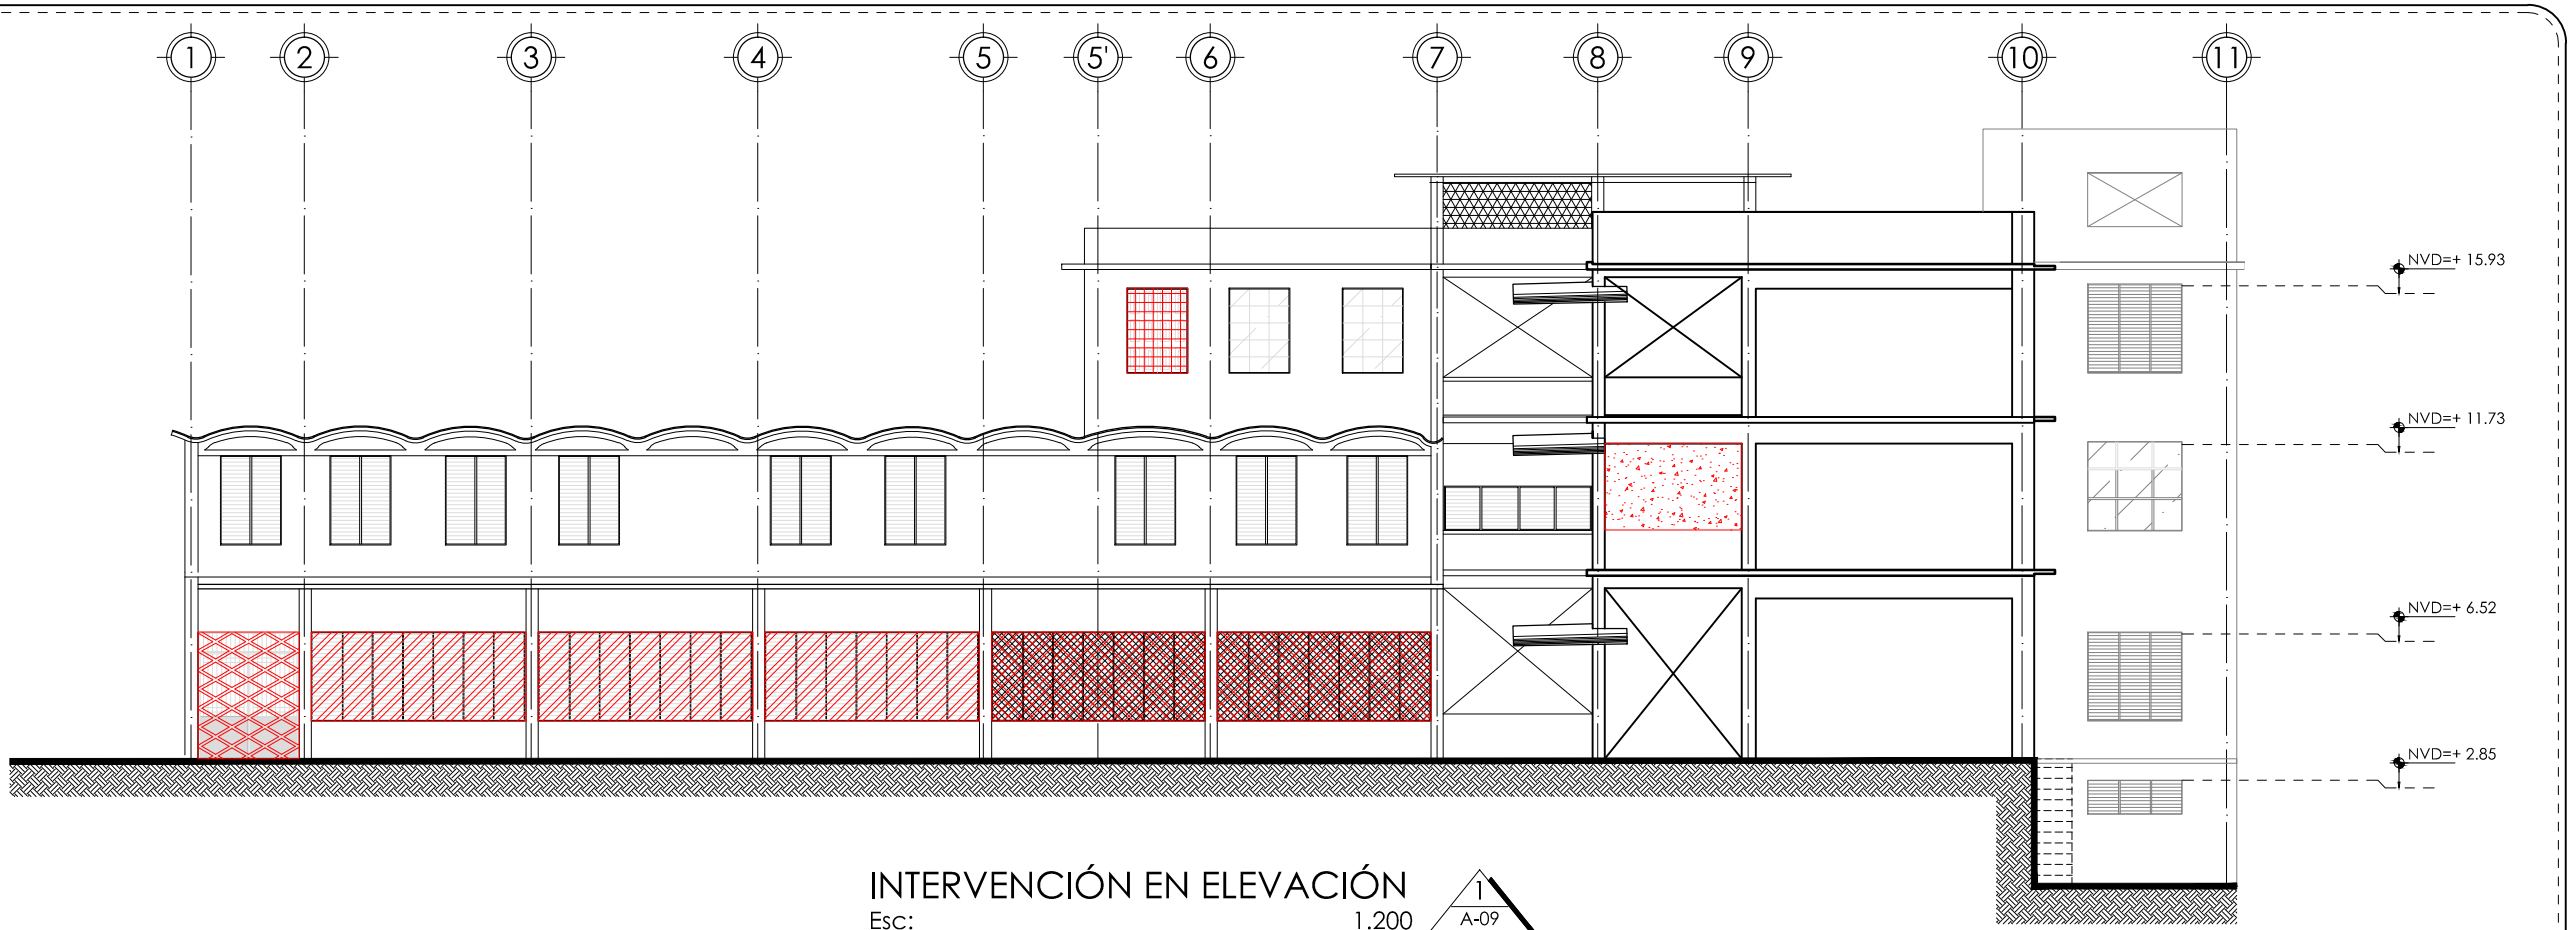 1 2 3 4 5 5' 6 7 8 9 10 11
NVD=+ 15.93
NVD=+ 11.73
NVD=+ 6.52
NVD=+ 2.85
INTERVENCIÓN EN ELEVACIÓN
Esc: 1.200
1
A-09